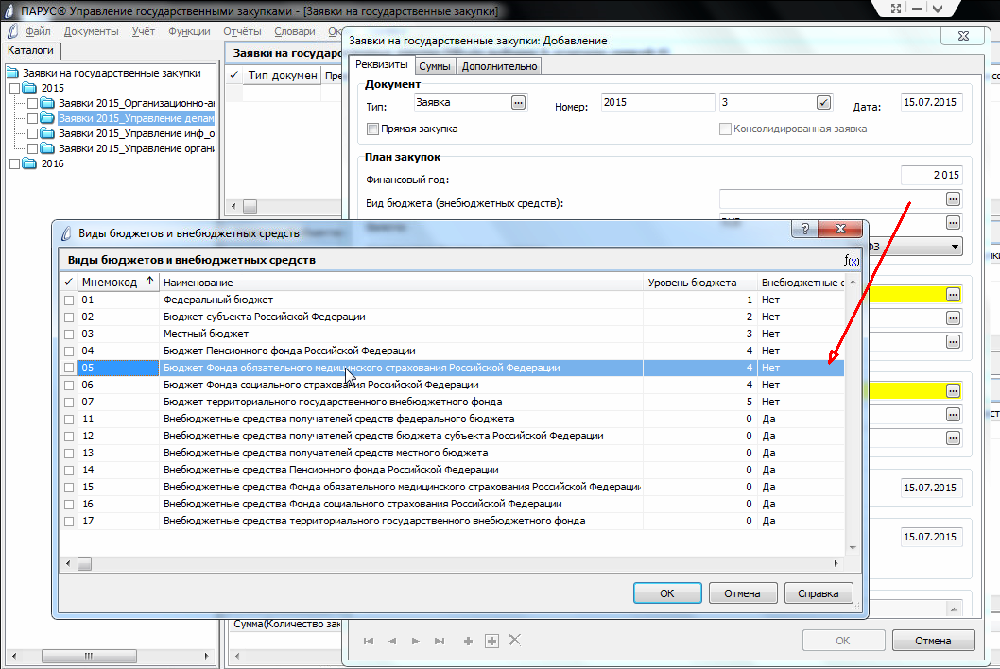 ПАРУС® Управление государственными закупками - [Заявки на государственные закупки]
Файл Документы Учёт Функции Отчёты Словари
Каталоги
Заявки на государственные закупки
2015
Заявки 2015_Организационно-ан
Заявки 2015_Управление делам
Заявки 2015_Управление инф_о
Заявки 2015_Управление органи
2016
Заявки на государс
Тип докумен Пре
Заявки на государственные закупки: Добавление
Реквизиты Суммы Дополнительно
Документ
Тип: Заявка ... Номер: 2015 3 Дата: 15.07.2015
Прямая закупка Консолидированная заявка
План закупок
Финансовый год: 2 015
Вид бюджета (внебюджетных средств): ...
ФЗ
Виды бюджетов и внебюджетных средств
Виды бюджетов и внебюджетных средств f(x)
Мнемокод Наименование Уровень бюджета Внебюджетные с
01 Федеральный бюджет 1 Нет
02 Бюджет субъекта Российской Федерации 2 Нет
03 Местный бюджет 3 Нет
04 Бюджет Пенсионного фонда Российской Федерации 4 Нет
05 Бюджет Фонда обязательного медицинского страхования Российской Федерации 4 Нет
06 Бюджет Фонда социального страхования Российской Федерации 4 Нет
07 Бюджет территориального государственного внебюджетного фонда 5 Нет
11 Внебюджетные средства получателей средств федерального бюджета 0 Да
12 Внебюджетные средства получателей средств бюджета субъекта Российской Федерации 0 Да
13 Внебюджетные средства получателей средств местного бюджета 0 Да
14 Внебюджетные средства Пенсионного фонда Российской Федерации 0 Да
15 Внебюджетные средства Фонда обязательного медицинского страхования Российской Федерации 0 Да
16 Внебюджетные средства Фонда социального страхования Российской Федерации 0 Да
17 Внебюджетные средства территориального государственного внебюджетного фонда 0 Да
ОК Отмена Справка
15.07.2015
15.07.2015
Сумма(Количество зак
ОК Отмена